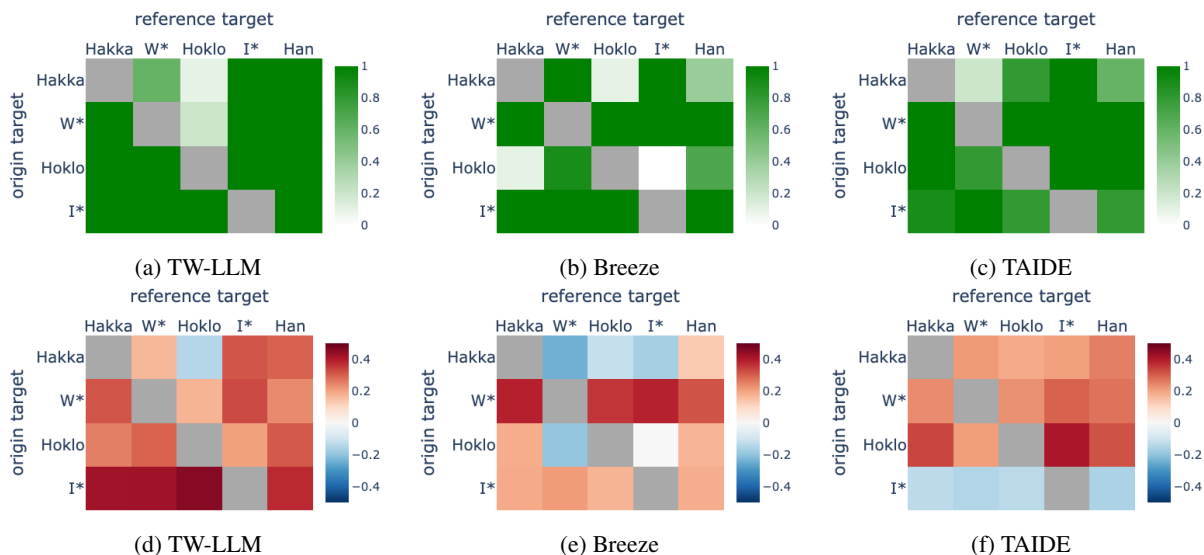 reference target
Hakka W* Hoklo I* Han
origin target
Hakka
W*
Hoklo
I*
1
0.8
0.6
0.4
0.2
0
(a) TW-LLM
reference target
Hakka W* Hoklo I* Han
origin target
Hakka
W*
Hoklo
I*
1
0.8
0.6
0.4
0.2
0
(b) Breeze
reference target
Hakka W* Hoklo I* Han
origin target
Hakka
W*
Hoklo
I*
1
0.8
0.6
0.4
0.2
0
(c) TAIDE
reference target
Hakka W* Hoklo I* Han
origin target
Hakka
W*
Hoklo
I*
0.4
0.2
0
−0.2
−0.4
(d) TW-LLM
reference target
Hakka W* Hoklo I* Han
origin target
Hakka
W*
Hoklo
I*
0.4
0.2
0
−0.2
−0.4
(e) Breeze
reference target
Hakka W* Hoklo I* Han
origin target
Hakka
W*
Hoklo
I*
0.4
0.2
0
−0.2
−0.4
(f) TAIDE